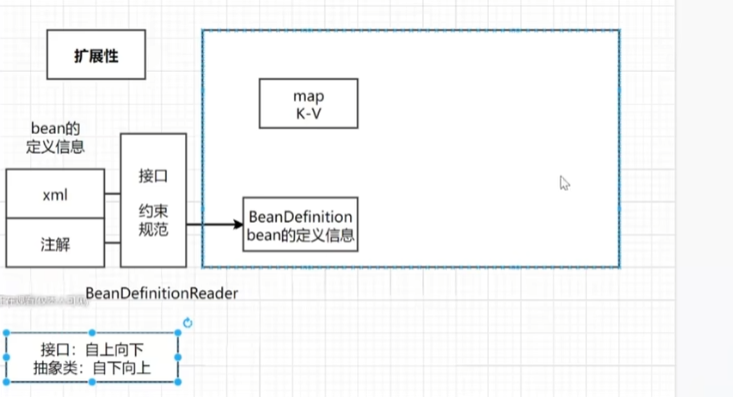 扩展性
map
K-V
bean的
定义信息
xml
注解
接口
约束
规范
BeanDefinition
bean的定义信息
BeanDefinitionReader
接口：自上向下
抽象类：自下向上